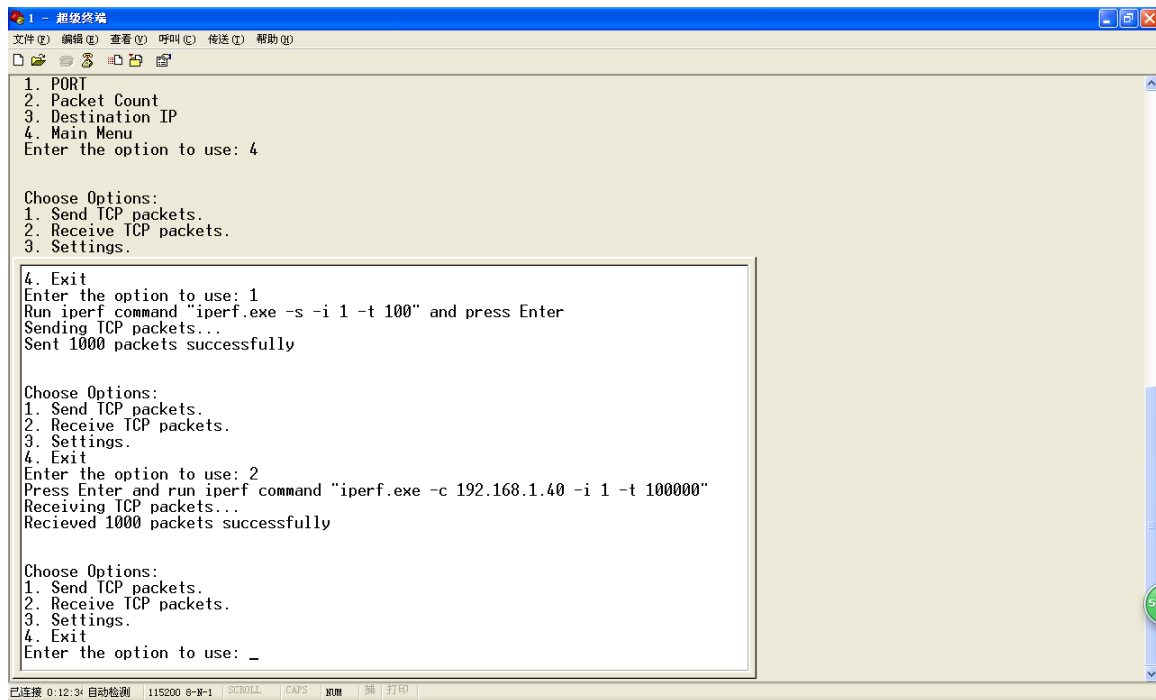 1 - 超级终端
文件(F) 编辑(E) 查看(V) 呼叫(C) 传送(T) 帮助(H)
1. PORT
2. Packet Count
3. Destination IP
4. Main Menu
Enter the option to use: 4
Choose Options:
1. Send TCP packets.
2. Receive TCP packets.
3. Settings.
4. Exit
Enter the option to use: 1
Run iperf command "iperf.exe -s -i 1 -t 100" and press Enter
Sending TCP packets...
Sent 1000 packets successfully
Choose Options:
1. Send TCP packets.
2. Receive TCP packets.
3. Settings.
4. Exit
Enter the option to use: 2
Press Enter and run iperf command "iperf.exe -c 192.168.1.40 -i 1 -t 100000"
Receiving TCP packets...
Recieved 1000 packets successfully
Choose Options:
1. Send TCP packets.
2. Receive TCP packets.
3. Settings.
4. Exit
Enter the option to use: _
已连接 0:12:34 自动检测 115200 8-N-1 SCROLL CAPS NUM 捕 打印